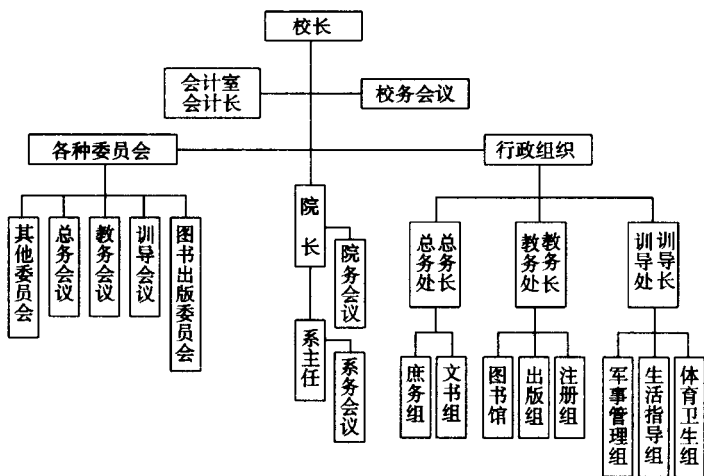 校长
会计室
会计长
校务会议
各种委员会
行政组织
其他委员会
总务会议
教务会议
训导会议
图书出版委员会
院长
院务会议
系主任
系务会议
总务处
总务长
教务处
教务长
训导处
训导长
庶务组
文书组
图书馆
出版组
注册组
军事管理组
生活指导组
体育卫生组